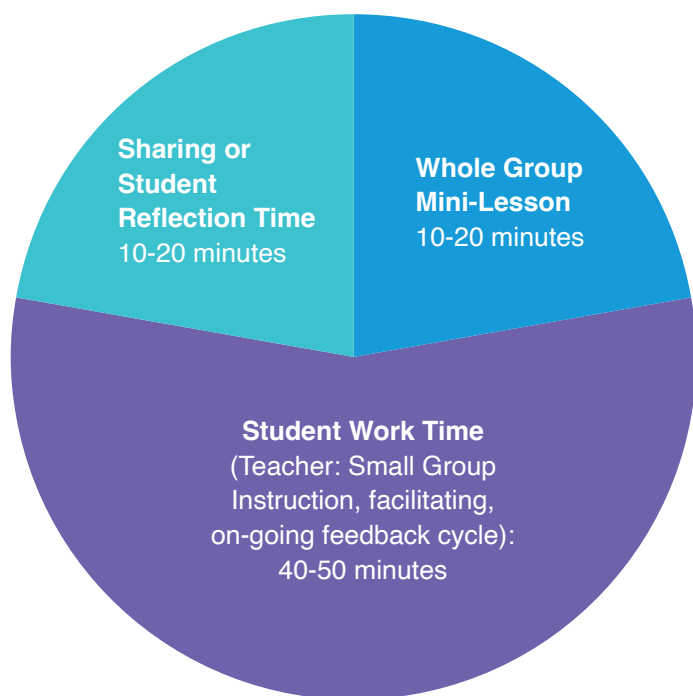 Sharing or
Student
Reflection Time
10-20 minutes
Whole Group
Mini-Lesson
10-20 minutes
Student Work Time
(Teacher: Small Group
Instruction, facilitating,
on-going feedback cycle):
40-50 minutes